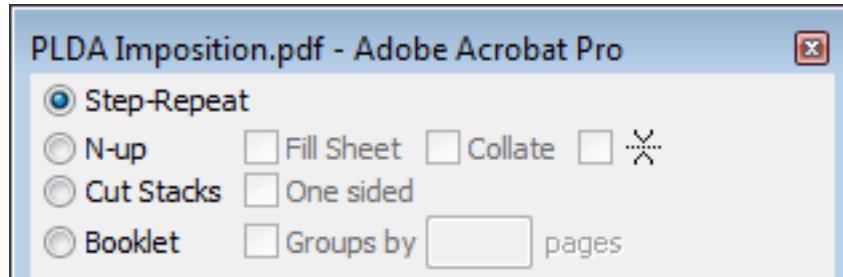 PLDA Imposition.pdf - Adobe Acrobat Pro
Step-Repeat
N-up Fill Sheet Collate
Cut Stacks One sided
Booklet Groups by pages